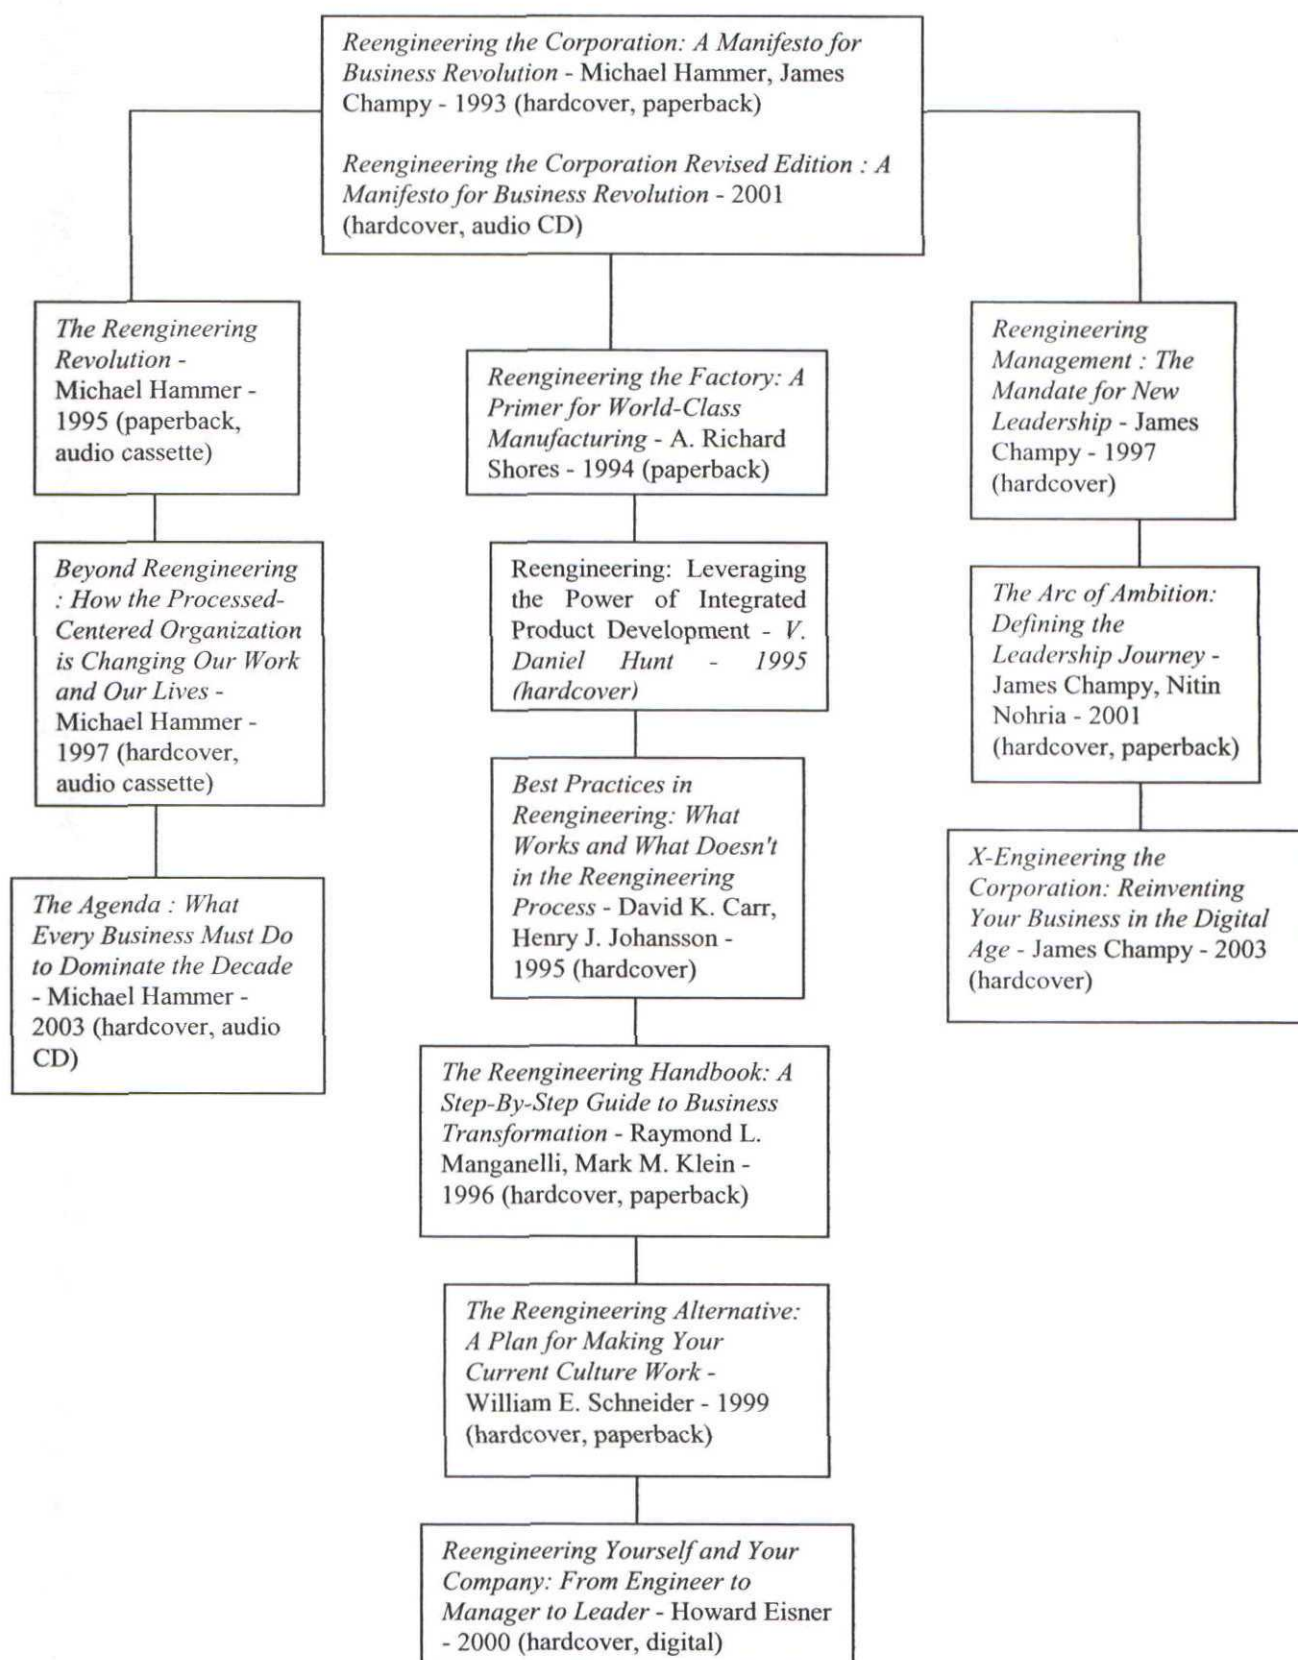 Reengineering the Corporation: A Manifesto for
Business Revolution - Michael Hammer, James
Champy - 1993 (hardcover, paperback)
Reengineering the Corporation Revised Edition : A
Manifesto for Business Revolution - 2001
(hardcover, audio CD)
The Reengineering
Revolution -
Michael Hammer -
1995 (paperback,
audio cassette)
Beyond Reengineering
: How the Processed-
Centered Organization
is Changing Our Work
and Our Lives -
Michael Hammer -
1997 (hardcover,
audio cassette)
The Agenda : What
Every Business Must Do
to Dominate the Decade
- Michael Hammer -
2003 (hardcover, audio
CD)
Reengineering the Factory: A
Primer for World-Class
Manufacturing - A. Richard
Shores - 1994 (paperback)
Reengineering: Leveraging
the Power of Integrated
Product Development - V.
Daniel Hunt - 1995
(hardcover)
Best Practices in
Reengineering: What
Works and What Doesn't
in the Reengineering
Process - David K. Carr,
Henry J. Johansson -
1995 (hardcover)
The Reengineering Handbook: A
Step-By-Step Guide to Business
Transformation - Raymond L.
Manganelli, Mark M. Klein -
1996 (hardcover, paperback)
The Reengineering Alternative:
A Plan for Making Your
Current Culture Work -
William E. Schneider - 1999
(hardcover, paperback)
Reengineering Yourself and Your
Company: From Engineer to
Manager to Leader - Howard Eisner
- 2000 (hardcover, digital)
Reengineering
Management : The
Mandate for New
Leadership - James
Champy - 1997
(hardcover)
The Arc of Ambition:
Defining the
Leadership Journey -
James Champy, Nitin
Nohria - 2001
(hardcover, paperback)
X-Engineering the
Corporation: Reinventing
Your Business in the Digital
Age - James Champy - 2003
(hardcover)